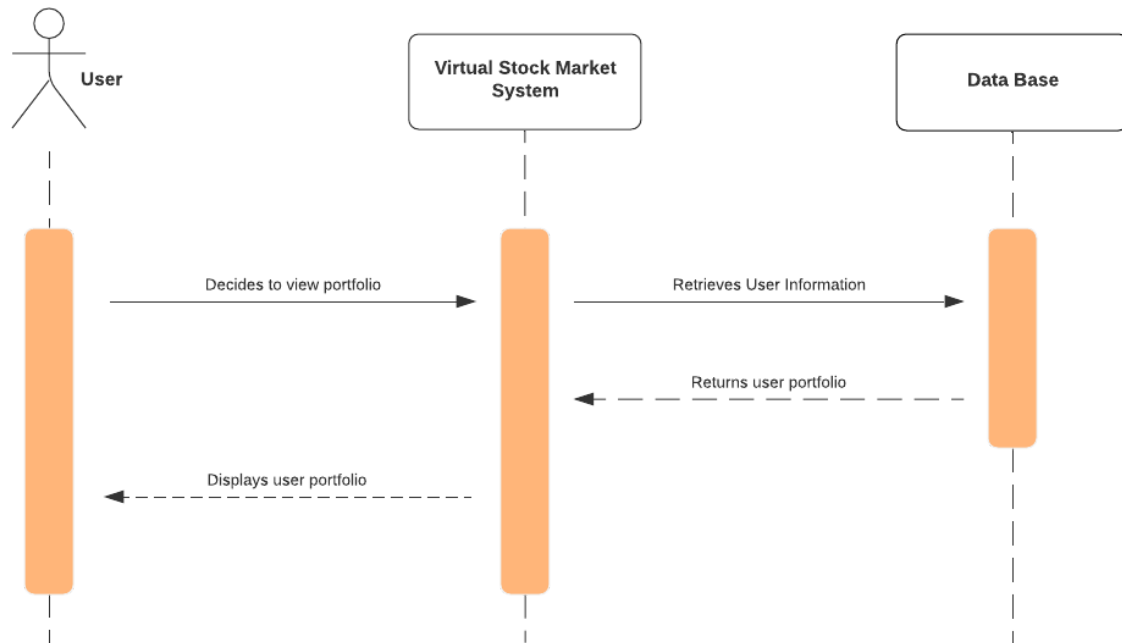 User
Virtual Stock Market
System
Data Base
Decides to view portfolio
Retrieves User Information
Returns user portfolio
Displays user portfolio